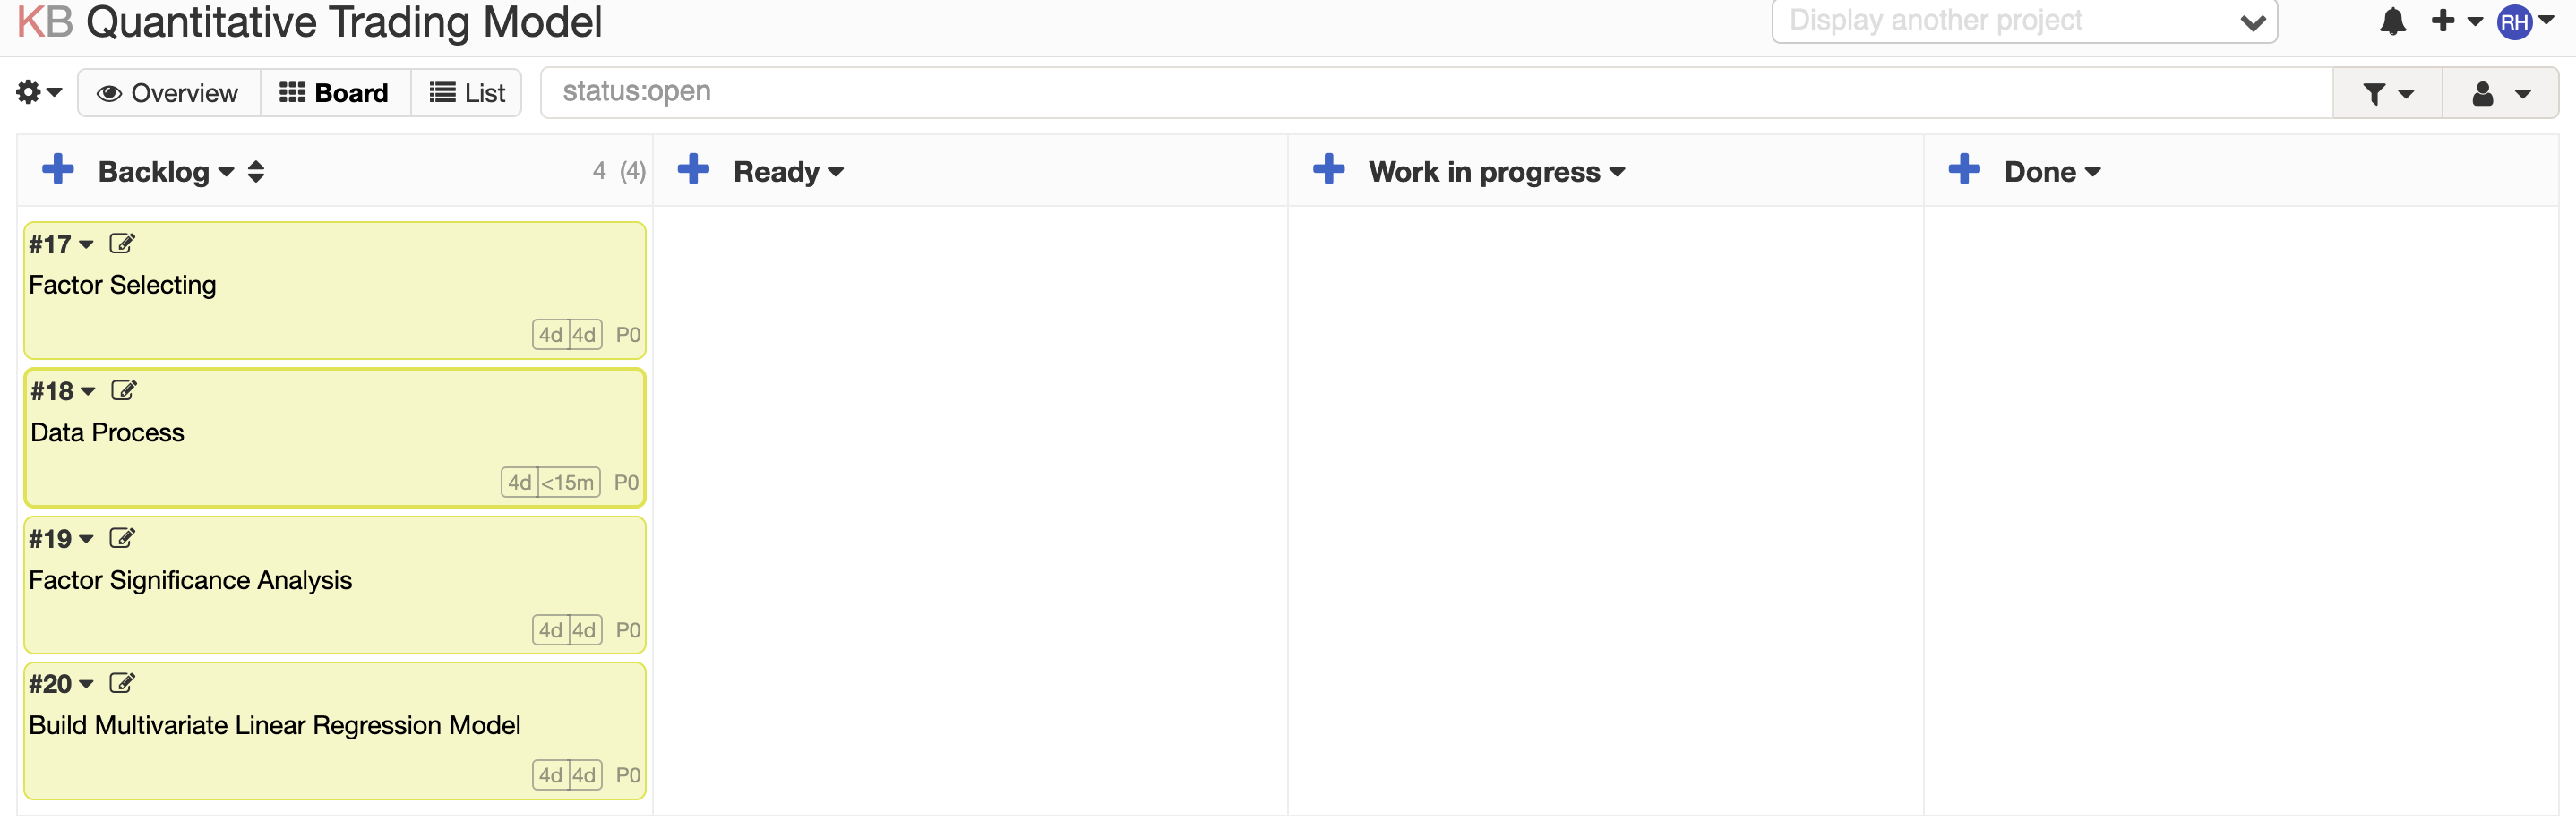 KB Quantitative Trading Model
Display another project
RH
Overview
Board
List
status:open
Backlog
4 (4)
Ready
Work in progress
Done
#17
Factor Selecting
4d 4d P0
#18
Data Process
4d <15m P0
#19
Factor Significance Analysis
4d 4d P0
#20
Build Multivariate Linear Regression Model
4d 4d P0